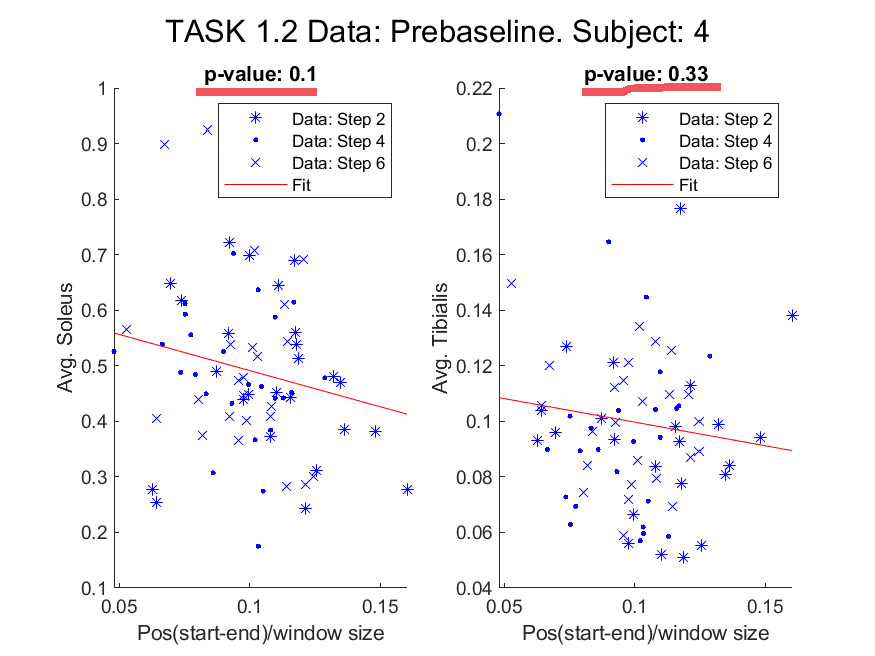 TASK 1.2 Data: Prebaseline. Subject: 4
p-value: 0.1
1
0.9
0.8
0.7
0.6
0.5
0.4
0.3
0.2
0.1
Avg. Soleus
Data: Step 2
Data: Step 4
Data: Step 6
Fit
0.05
0.1
0.15
Pos(start-end)/window size
p-value: 0.33
0.22
0.2
0.18
0.16
0.14
0.12
0.1
0.08
0.06
0.04
Avg. Tibialis
Data: Step 2
Data: Step 4
Data: Step 6
Fit
0.05
0.1
0.15
Pos(start-end)/window size